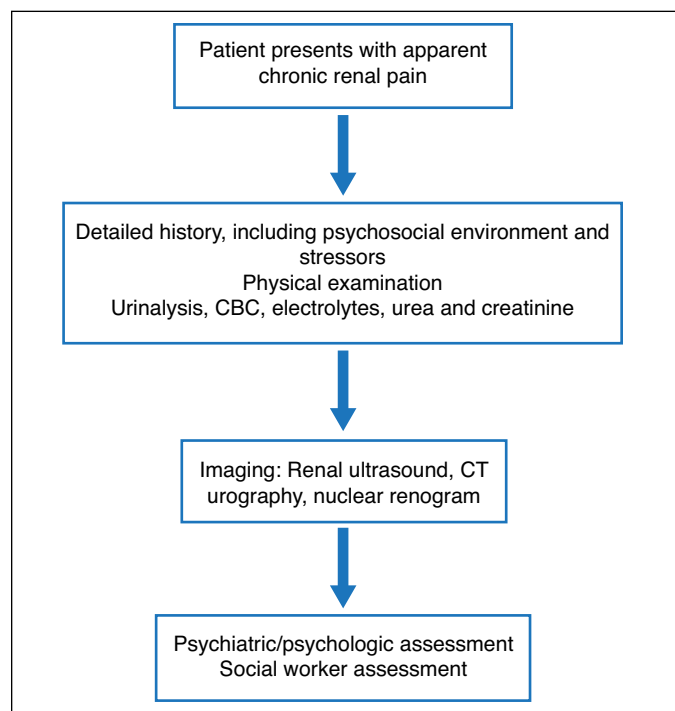 Patient presents with apparent
chronic renal pain
Detailed history, including psychosocial environment and
stressors
Physical examination
Urinalysis, CBC, electrolytes, urea and creatinine
Imaging: Renal ultrasound, CT
urography, nuclear renogram
Psychiatric/psychologic assessment
Social worker assessment